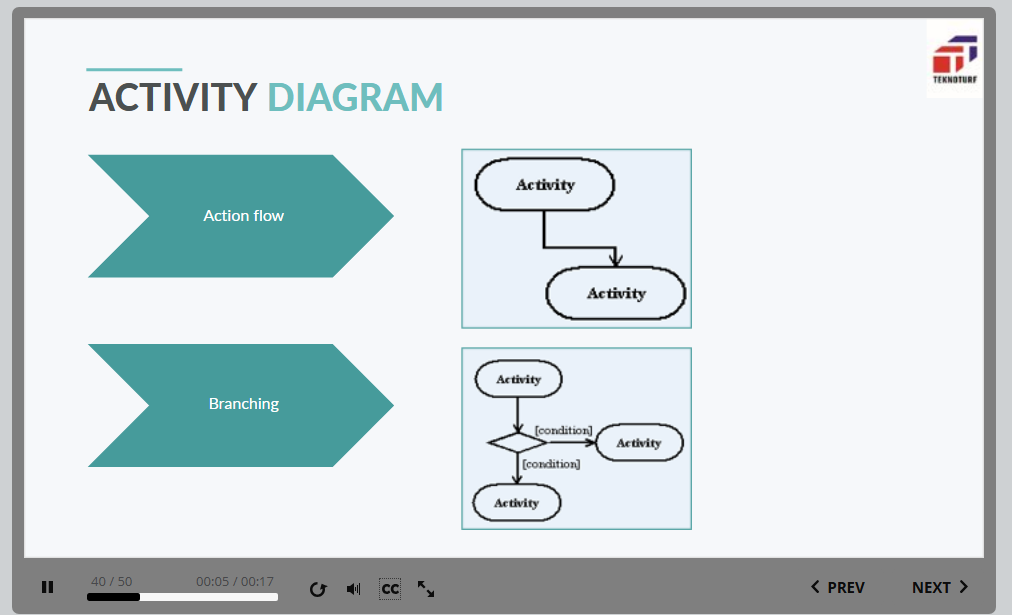 TEKNOTURF
ACTIVITY DIAGRAM
Action flow
Activity
Activity
Branching
Activity
[condition]
Activity
[condition]
Activity
40 / 50
00:05 / 00:17
CC
PREV
NEXT